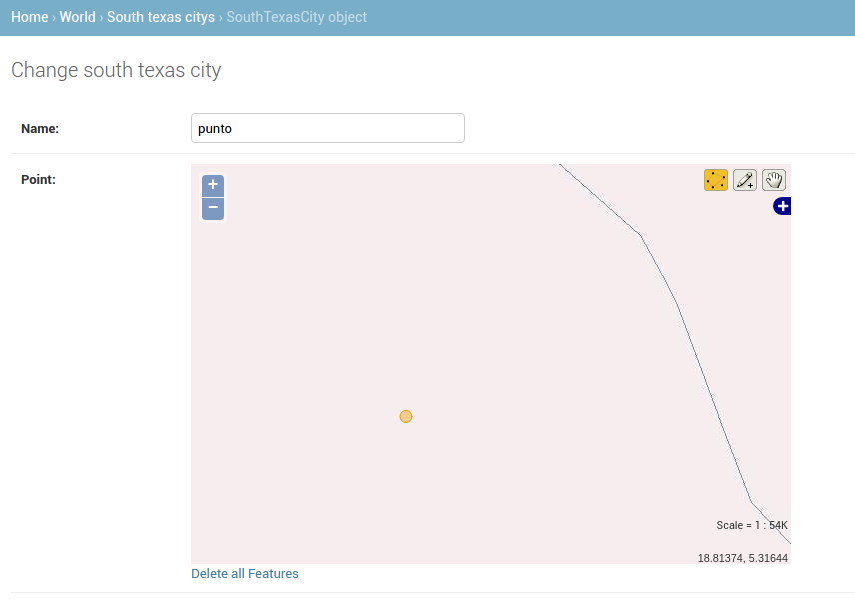 Home › World › South texas citys › SouthTexasCity object
Change south texas city
Name:
punto
Point:
+
−
+
Scale = 1 : 54K
18.81374, 5.31644
Delete all Features